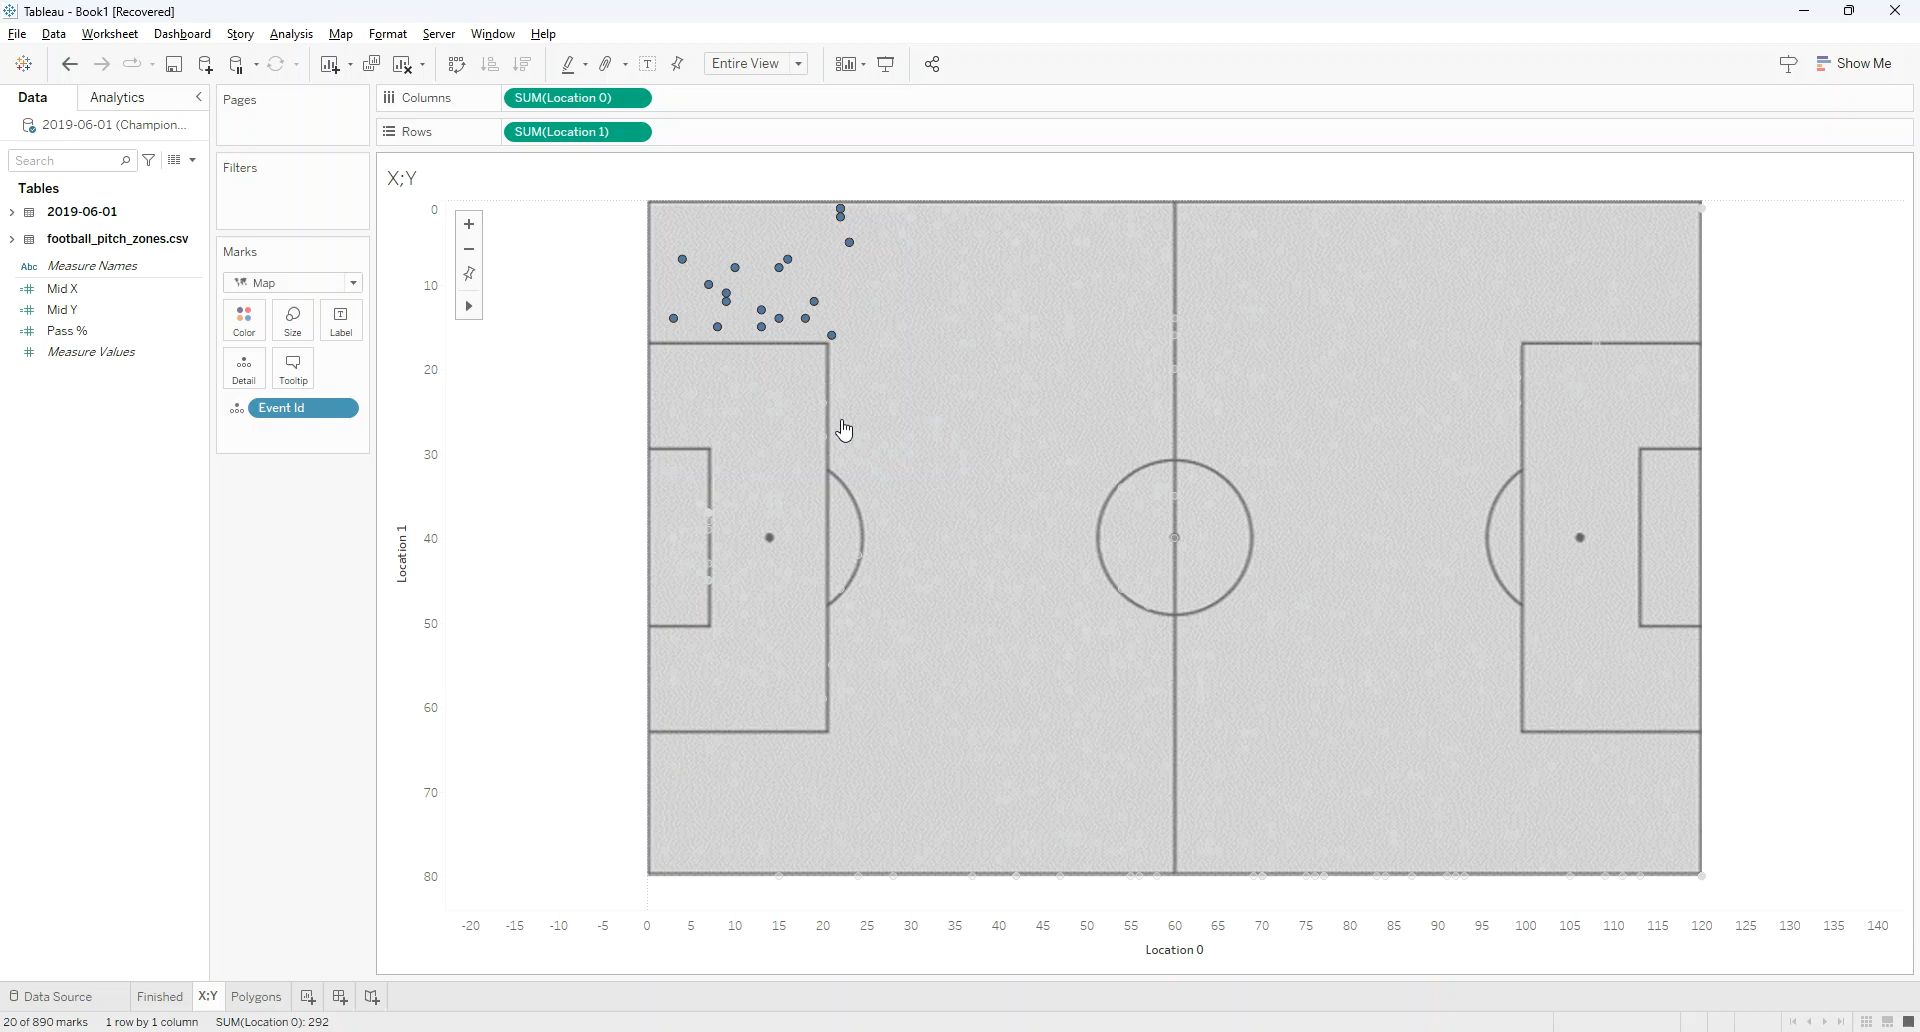 Tableau - Book1 [Recovered]
File Data Worksheet Dashboard Story Analysis Map Format Server Window Help
Entire View
Show Me
Data Analytics
Pages
Columns SUM(Location 0)
2019-06-01 (Champion...
Rows SUM(Location 1)
Search
Filters
X;Y
Tables
2019-06-01
football_pitch_zones.csv
Marks
Abc Measure Names
Map
Mid X
Mid Y
Pass %
Measure Values
Color Size Label
Detail Tooltip
Event Id
0
10
20
30
40
50
60
70
80
Location 1
-20 -15 -10 -5 0 5 10 15 20 25 30 35 40 45 50 55 60 65 70 75 80 85 90 95 100 105 110 115 120 125 130 135 140
Location 0
Data Source Finished X;Y Polygons
20 of 890 marks 1 row by 1 column SUM(Location 0): 292